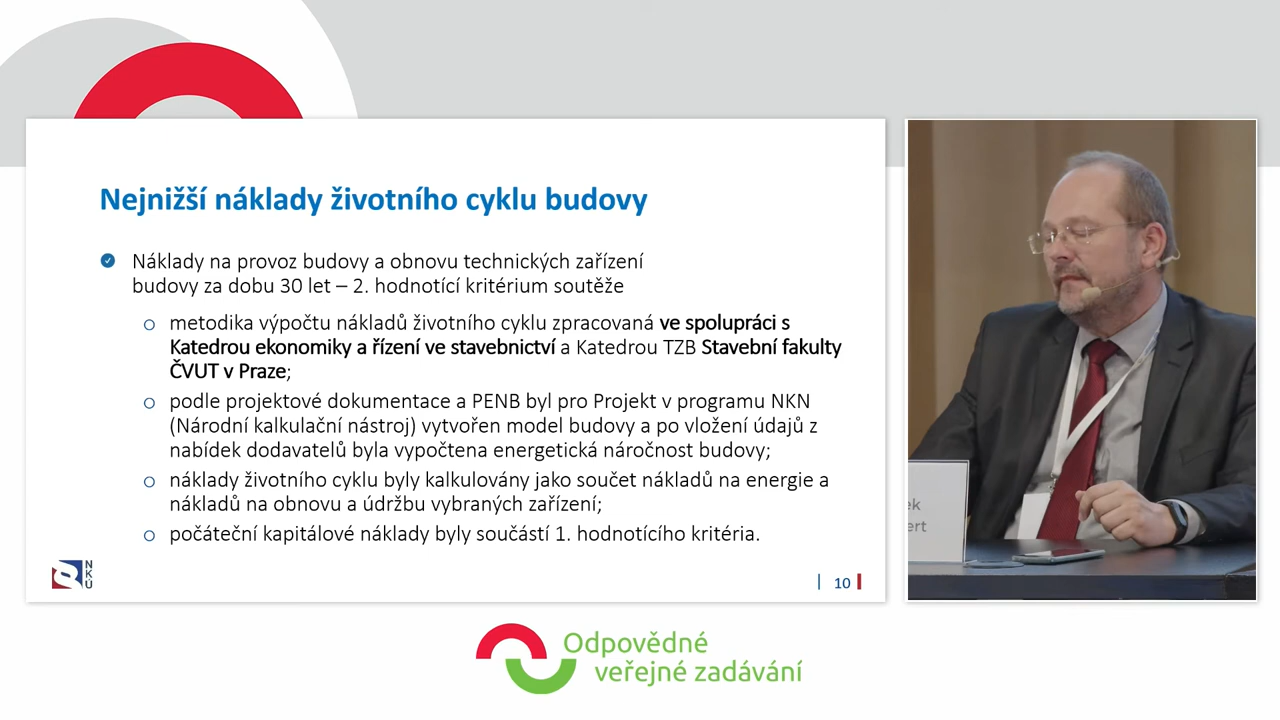 Nejnižší náklady životního cyklu budovy
Náklady na provoz budovy a obnovu technických zařízení
budovy za dobu 30 let – 2. hodnotící kritérium soutěže
metodika výpočtu nákladů životního cyklu zpracovaná ve spolupráci s
Katedrou ekonomiky a řízení ve stavebnictví a Katedrou TZB Stavební fakulty
ČVUT v Praze;
podle projektové dokumentace a PENB byl pro Projekt v programu NKN
(Národní kalkulační nástroj) vytvořen model budovy a po vložení údajů z
nabídek dodavatelů byla vypočtena energetická náročnost budovy;
náklady životního cyklu byly kalkulovány jako součet nákladů na energie a
nákladů na obnovu a údržbu vybraných zařízení;
počáteční kapitálové náklady byly součástí 1. hodnotícího kritéria.
NKU
10
Odpovědné
veřejné zadávání